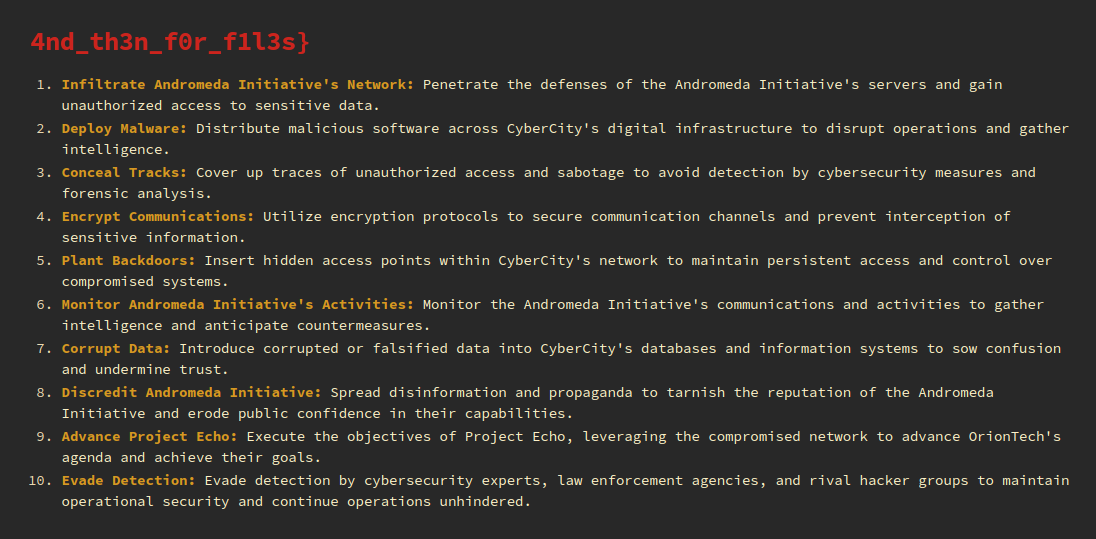 4nd_th3n_f0r_f1l3s}
1. Infiltrate Andromeda Initiative's Network: Penetrate the defenses of the Andromeda Initiative's servers and gain
unauthorized access to sensitive data.
2. Deploy Malware: Distribute malicious software across CyberCity's digital infrastructure to disrupt operations and gather
intelligence.
3. Conceal Tracks: Cover up traces of unauthorized access and sabotage to avoid detection by cybersecurity measures and
forensic analysis.
4. Encrypt Communications: Utilize encryption protocols to secure communication channels and prevent interception of
sensitive information.
5. Plant Backdoors: Insert hidden access points within CyberCity's network to maintain persistent access and control over
compromised systems.
6. Monitor Andromeda Initiative's Activities: Monitor the Andromeda Initiative's communications and activities to gather
intelligence and anticipate countermeasures.
7. Corrupt Data: Introduce corrupted or falsified data into CyberCity's databases and information systems to sow confusion
and undermine trust.
8. Discredit Andromeda Initiative: Spread disinformation and propaganda to tarnish the reputation of the Andromeda
Initiative and erode public confidence in their capabilities.
9. Advance Project Echo: Execute the objectives of Project Echo, leveraging the compromised network to advance OrionTech's
agenda and achieve their goals.
10. Evade Detection: Evade detection by cybersecurity experts, law enforcement agencies, and rival hacker groups to maintain
operational security and continue operations unhindered.